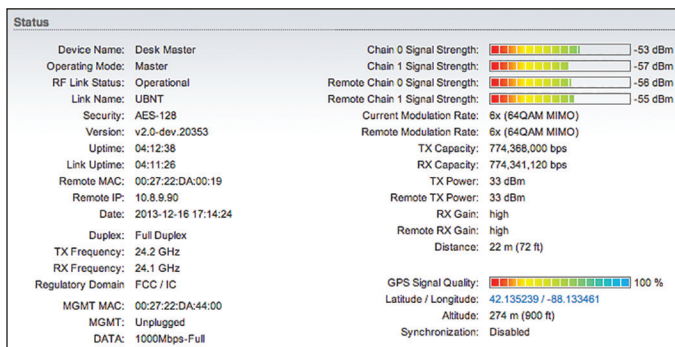 Status
Device Name: Desk Master
Operating Mode: Master
RF Link Status: Operational
Link Name: UBNT
Security: AES-128
Version: v2.0-dev.20353
Uptime: 04:12:38
Link Uptime: 04:11:26
Remote MAC: 00:27:22:DA:00:19
Remote IP: 10.8.9.90
Date: 2013-12-16 17:14:24
Duplex: Full Duplex
TX Frequency: 24.2 GHz
RX Frequency: 24.1 GHz
Regulatory Domain FCC / IC
MGMT MAC: 00:27:22:DA:44:00
MGMT: Unplugged
DATA: 1000Mbps-Full
Chain 0 Signal Strength: -53 dBm
Chain 1 Signal Strength: -57 dBm
Remote Chain 0 Signal Strength: -56 dBm
Remote Chain 1 Signal Strength: -55 dBm
Current Modulation Rate: 6x (64QAM MIMO)
Remote Modulation Rate: 6x (64QAM MIMO)
TX Capacity: 774,368,000 bps
RX Capacity: 774,341,120 bps
TX Power: 33 dBm
Remote TX Power: 33 dBm
RX Gain: high
Remote RX Gain: high
Distance: 22 m (72 ft)
GPS Signal Quality: 100 %
Latitude / Longitude: 42.135239 / -88.133461
Altitude: 274 m (900 ft)
Synchronization: Disabled